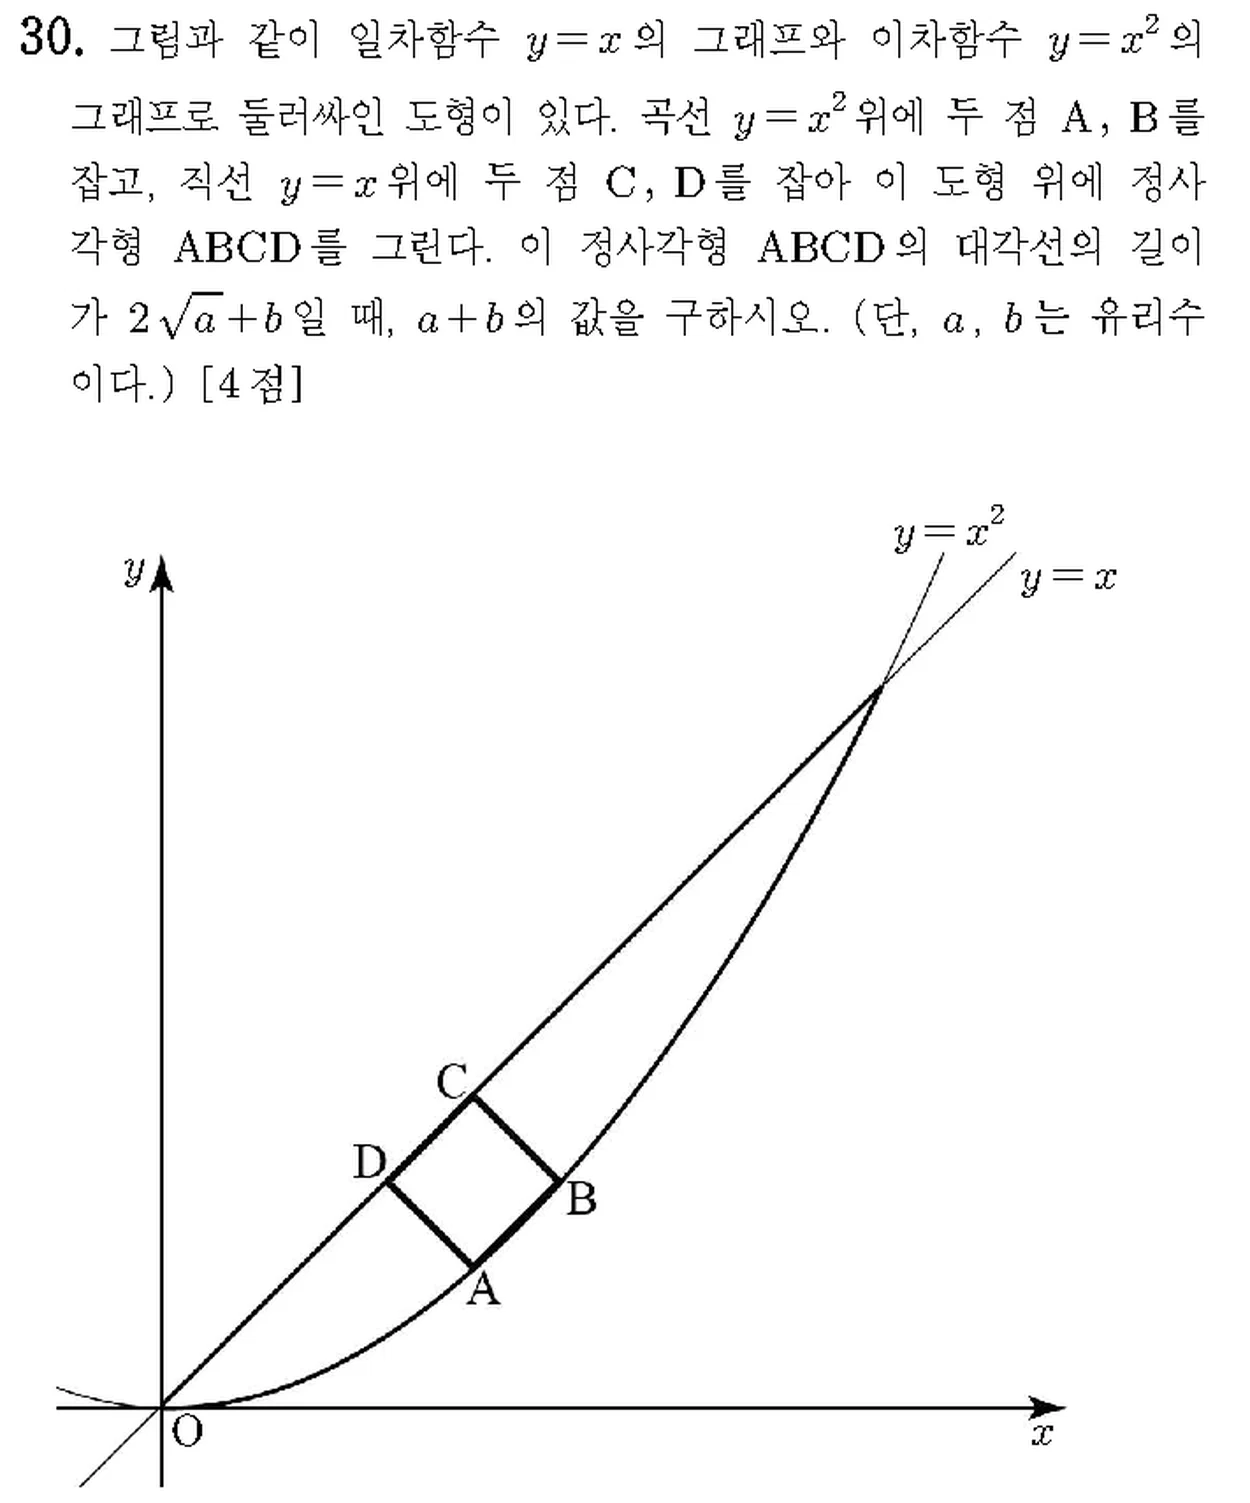 30. 그림과 같이 일차함수 y=x의 그래프와 이차함수 y=x²의
그래프로 둘러싸인 도형이 있다. 곡선 y=x²위에 두 점 A, B를
잡고, 직선 y=x위에 두 점 C, D를 잡아 이 도형 위에 정사
각형 ABCD를 그린다. 이 정사각형 ABCD의 대각선의 길이
가 2√a+b일 때, a+b의 값을 구하시오. (단, a, b는 유리수
이다.) [4점]
y=x²
y
y=x
C
D
B
A
O
x